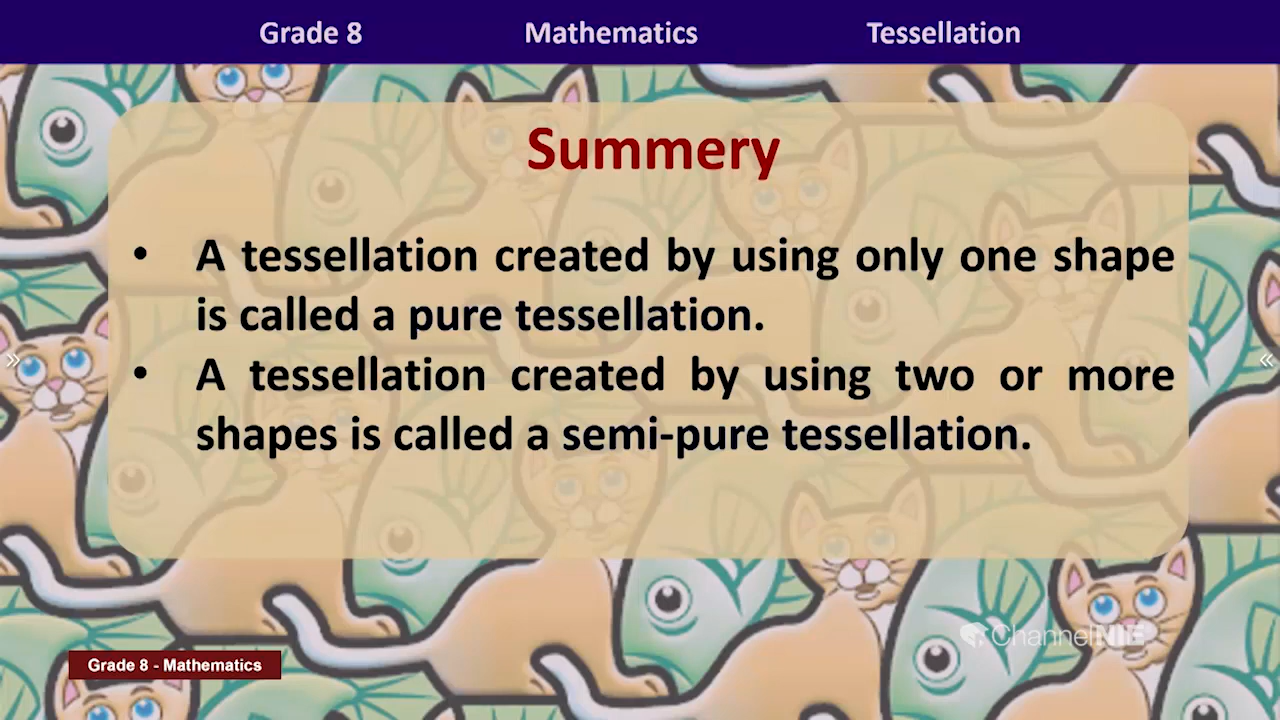 Grade 8 Mathematics Tessellation
Summery
• A tessellation created by using only one shape
is called a pure tessellation.
• A tessellation created by using two or more
shapes is called a semi-pure tessellation.
ChannelNIE
Grade 8 - Mathematics